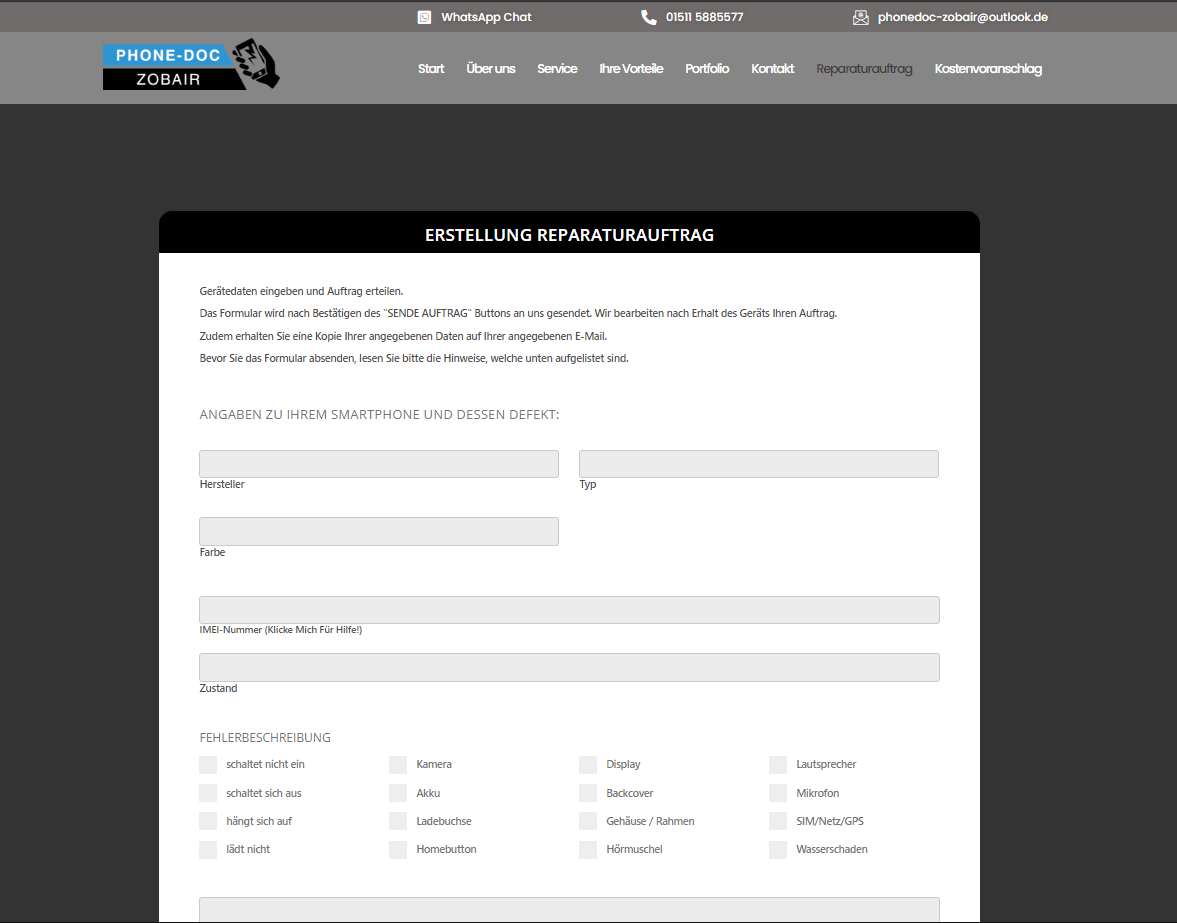 WhatsApp Chat 01511 5885577 phonedoc-zobair@outlook.de
PHONE-DOC
ZOBAIR
Start Über uns Service Ihre Vorteile Portfolio Kontakt Reparaturauftrag Kostenvoranschlag
ERSTELLUNG REPARATURAUFTRAG
Gerätedaten eingeben und Auftrag erteilen.
Das Formular wird nach Bestätigen des "SENDE AUFTRAG" Buttons an uns gesendet. Wir bearbeiten nach Erhalt des Geräts Ihren Auftrag.
Zudem erhalten Sie eine Kopie Ihrer angegebenen Daten auf Ihrer angegebenen E-Mail.
Bevor Sie das Formular absenden, lesen Sie bitte die Hinweise, welche unten aufgelistet sind.
ANGABEN ZU IHREM SMARTPHONE UND DESSEN DEFEKT:
Hersteller Typ
Farbe
IMEI-Nummer (Klicke Mich Für Hilfe!)
Zustand
FEHLERBESCHREIBUNG
schaltet nicht ein Kamera Display Lautsprecher
schaltet sich aus Akku Backcover Mikrofon
hängt sich auf Ladebuchse Gehäuse / Rahmen SIM/Netz/GPS
lädt nicht Homebutton Hörmuschel Wasserschaden